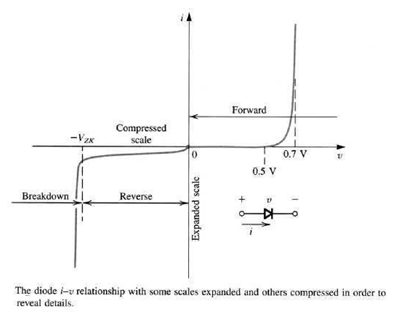 i
Forward
Compressed
scale
−V_ZK
0
0.7 V
v
0.5 V
Breakdown
Reverse
Expanded scale
+ v −
i
The diode i–v relationship with some scales expanded and others compressed in order to
reveal details.